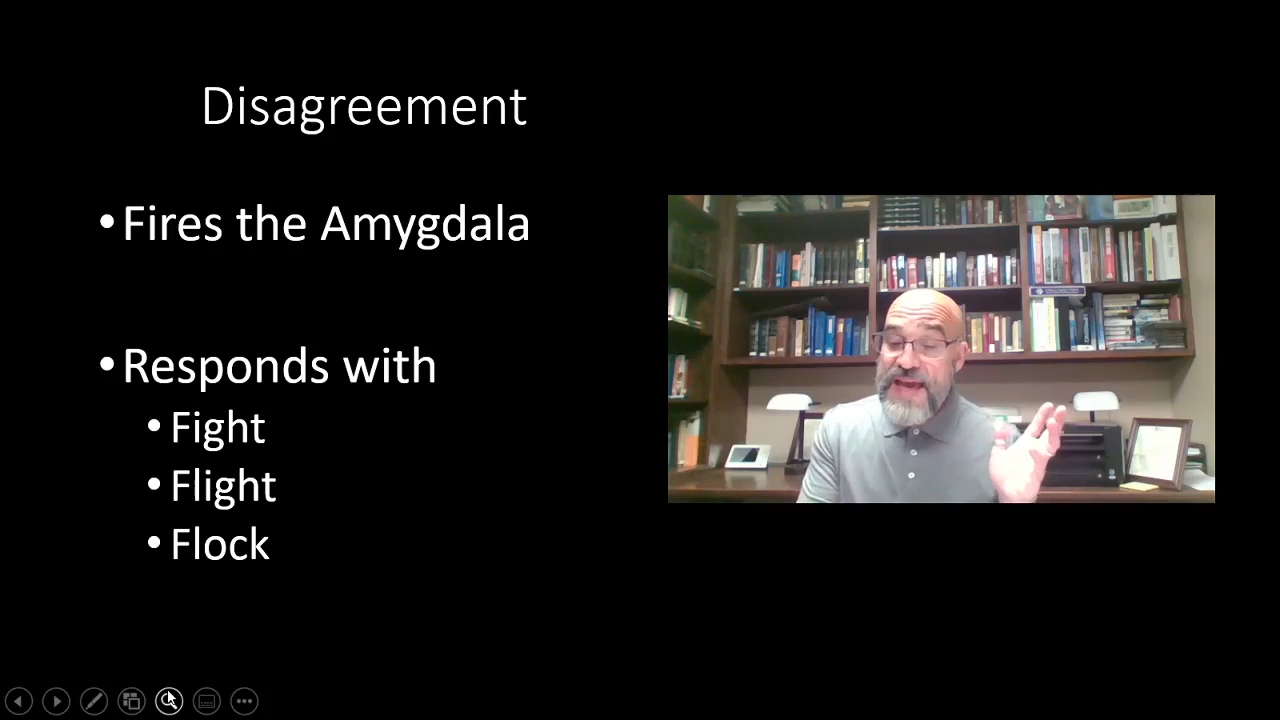 Disagreement
•Fires the Amygdala
•Responds with
•Fight
•Flight
•Flock